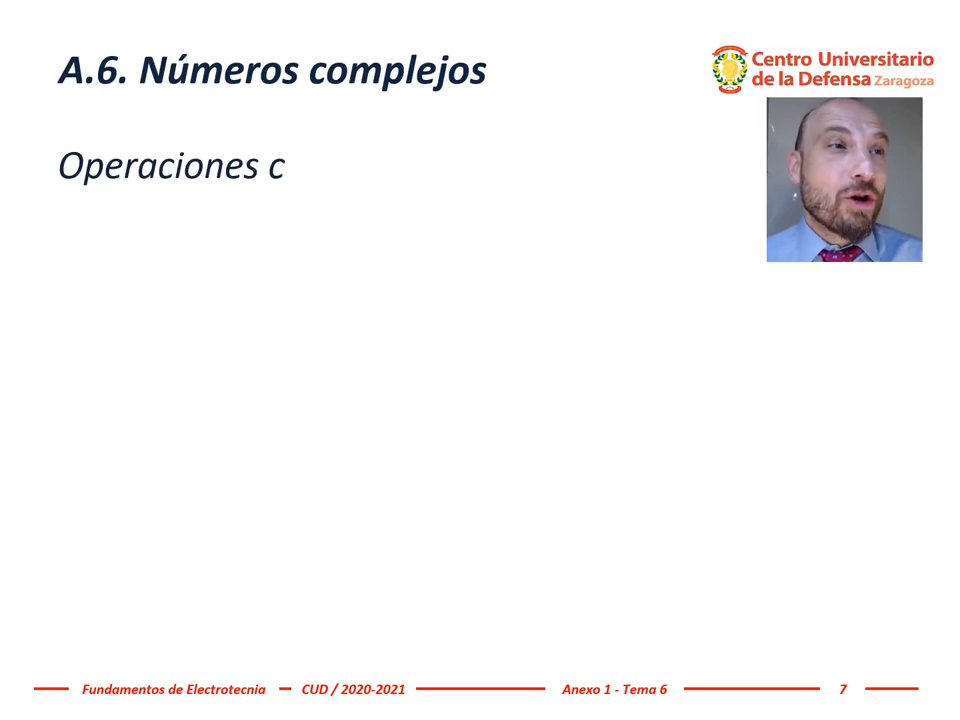 A.6. Números complejos
Centro Universitario
de la Defensa Zaragoza
Operaciones c
Fundamentos de Electrotecnia CUD / 2020-2021 Anexo 1 - Tema 6 7